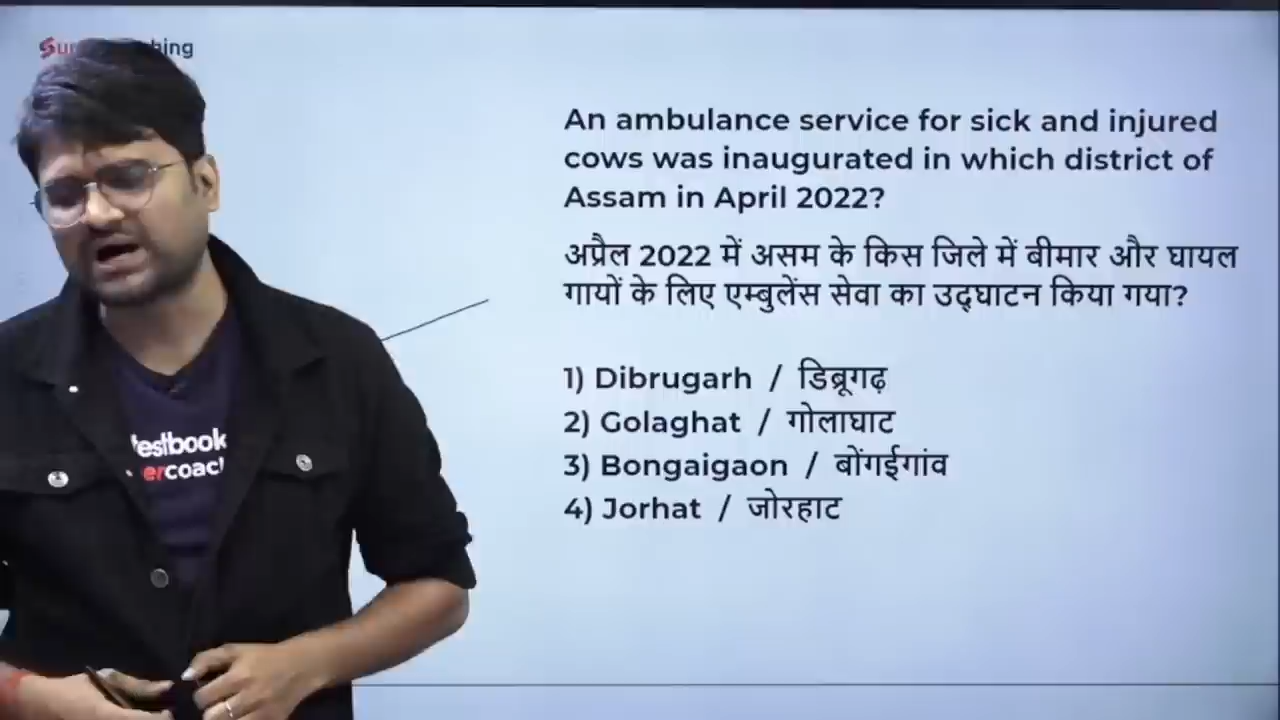 An ambulance service for sick and injured
cows was inaugurated in which district of
Assam in April 2022?
अप्रैल 2022 में असम के किस जिले में बीमार और घायल
गायों के लिए एम्बुलेंस सेवा का उद्घाटन किया गया?
1) Dibrugarh / डिब्रूगढ़
2) Golaghat / गोलाघाट
3) Bongaigaon / बोंगईगांव
4) Jorhat / जोरहाट
testbook